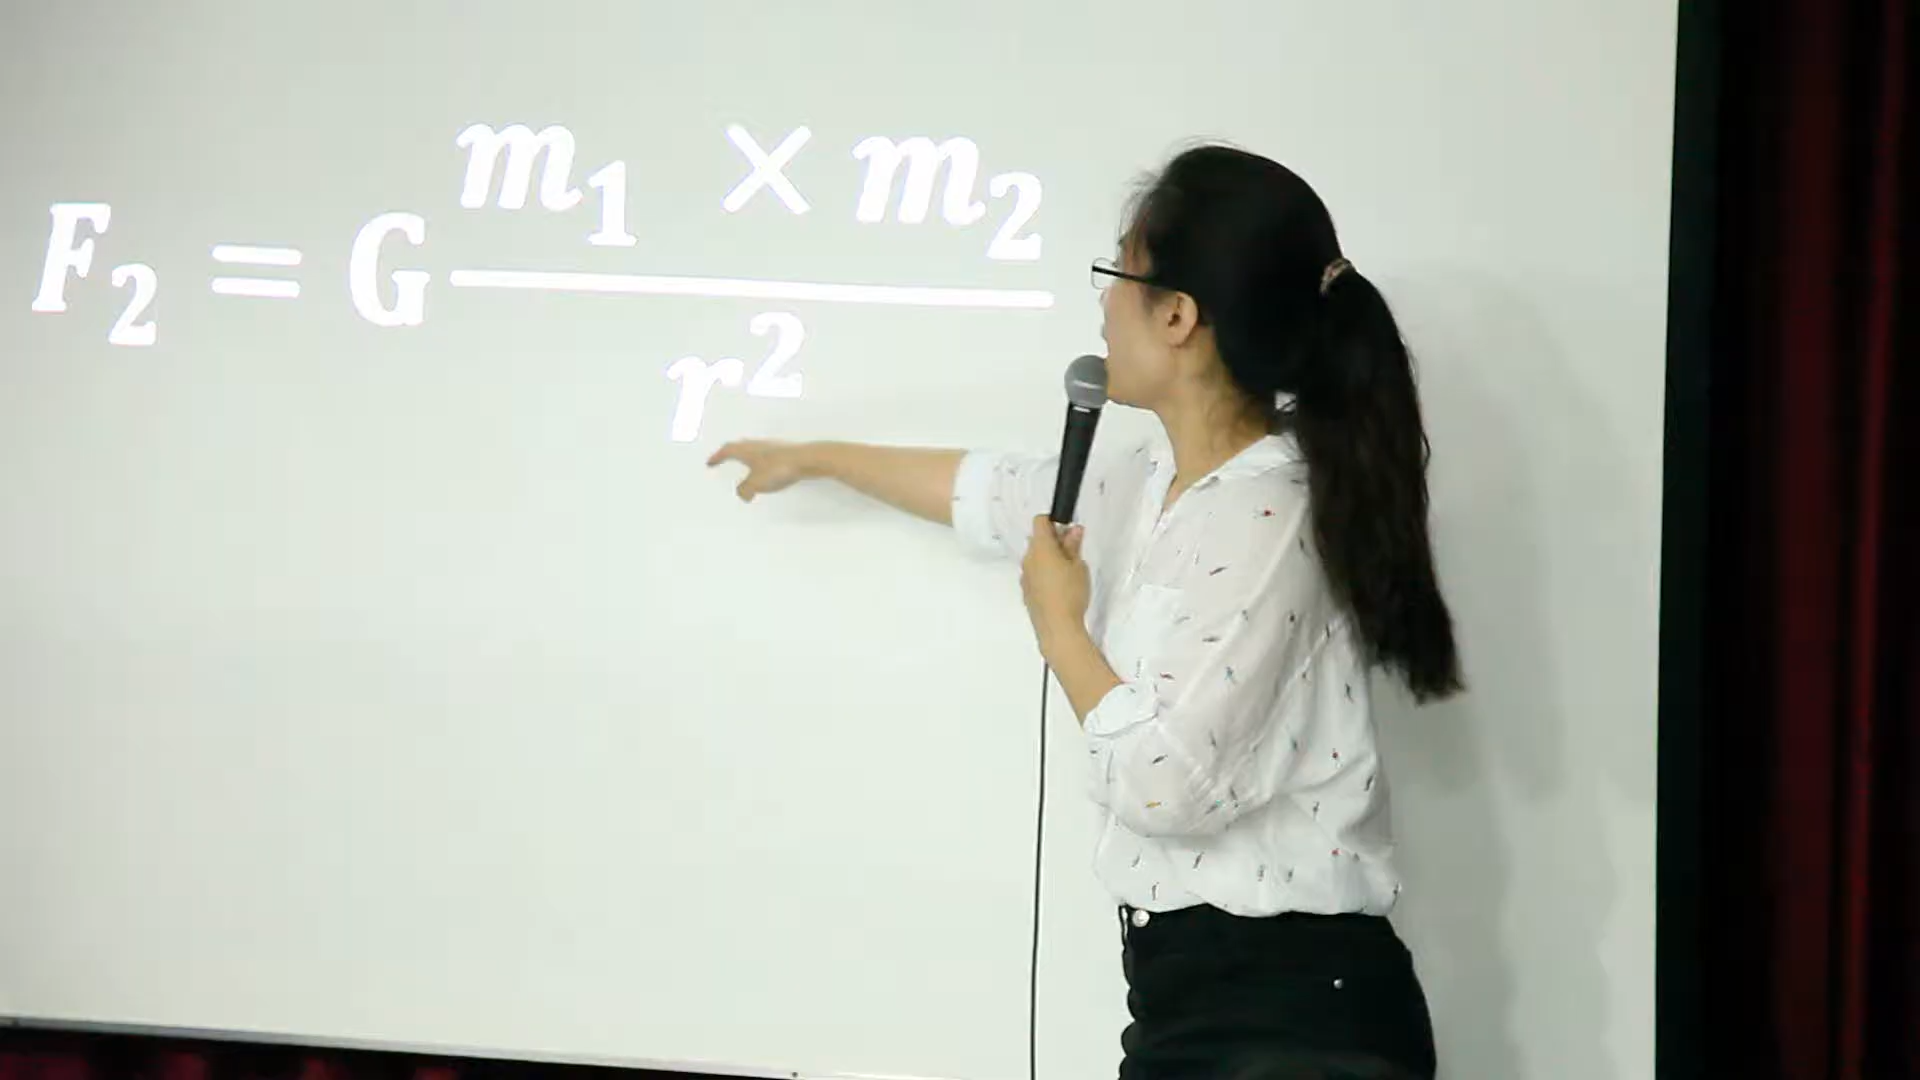 F₂ = G (m₁ × m₂) / r²